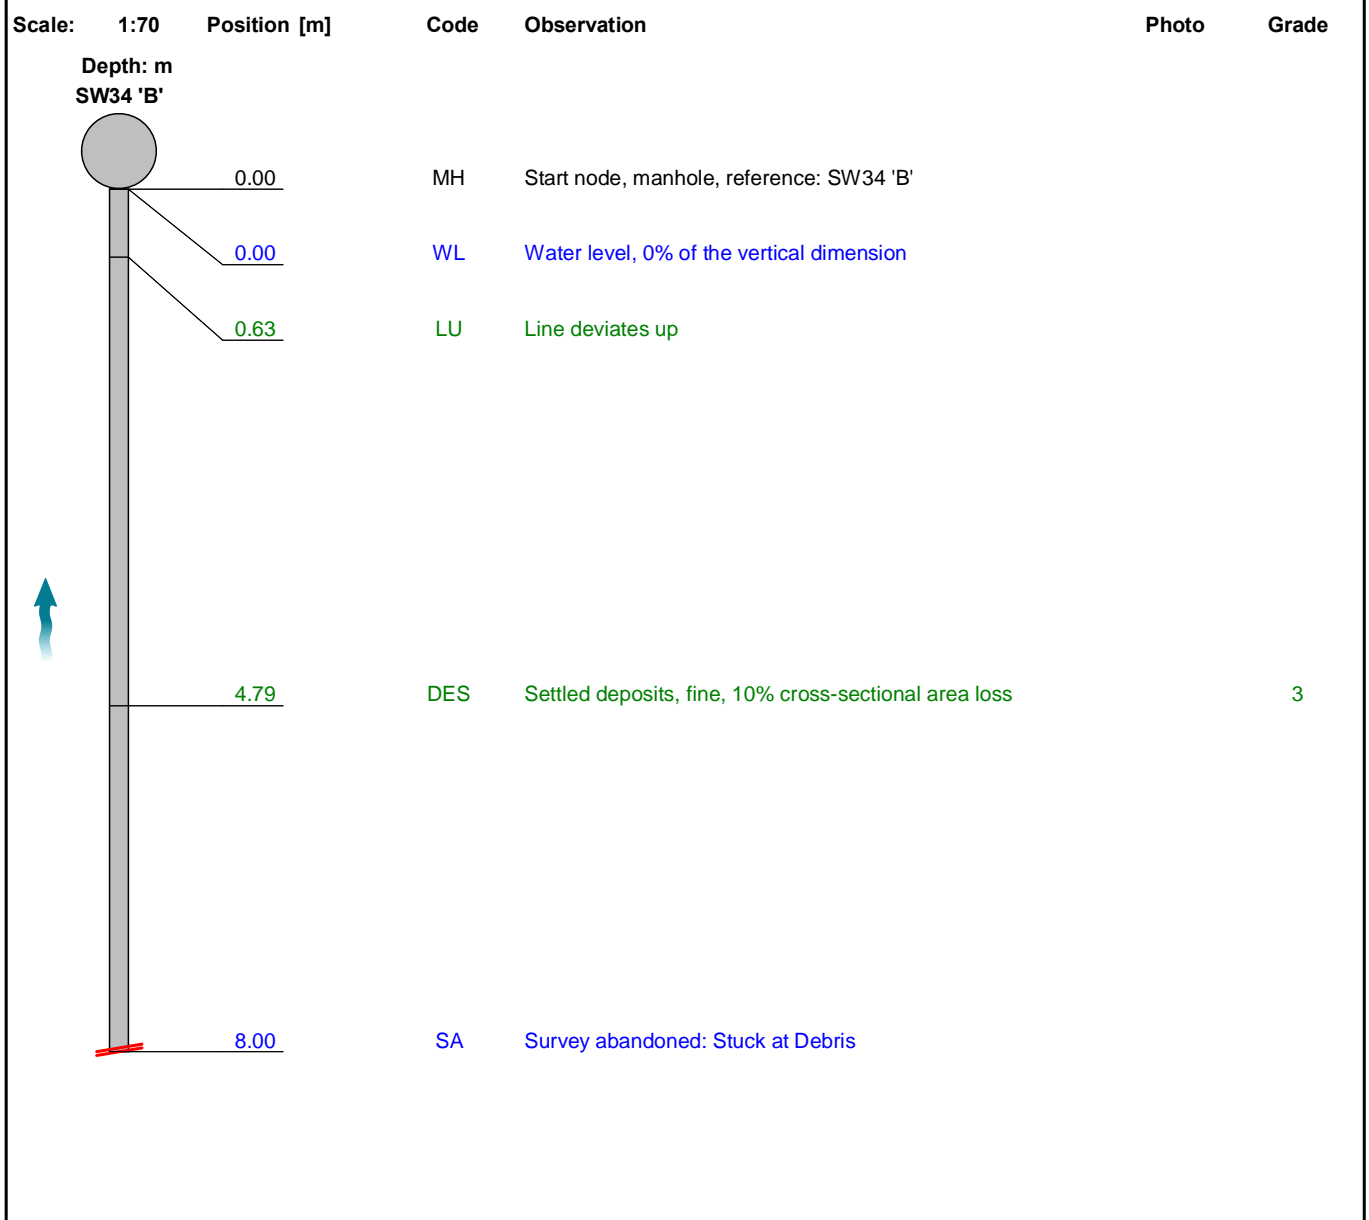 Scale: 1:70 Position [m] Code Observation Photo Grade
Depth: m
SW34 'B'
0.00 MH Start node, manhole, reference: SW34 'B'
0.00 WL Water level, 0% of the vertical dimension
0.63 LU Line deviates up
4.79 DES Settled deposits, fine, 10% cross-sectional area loss 3
8.00 SA Survey abandoned: Stuck at Debris